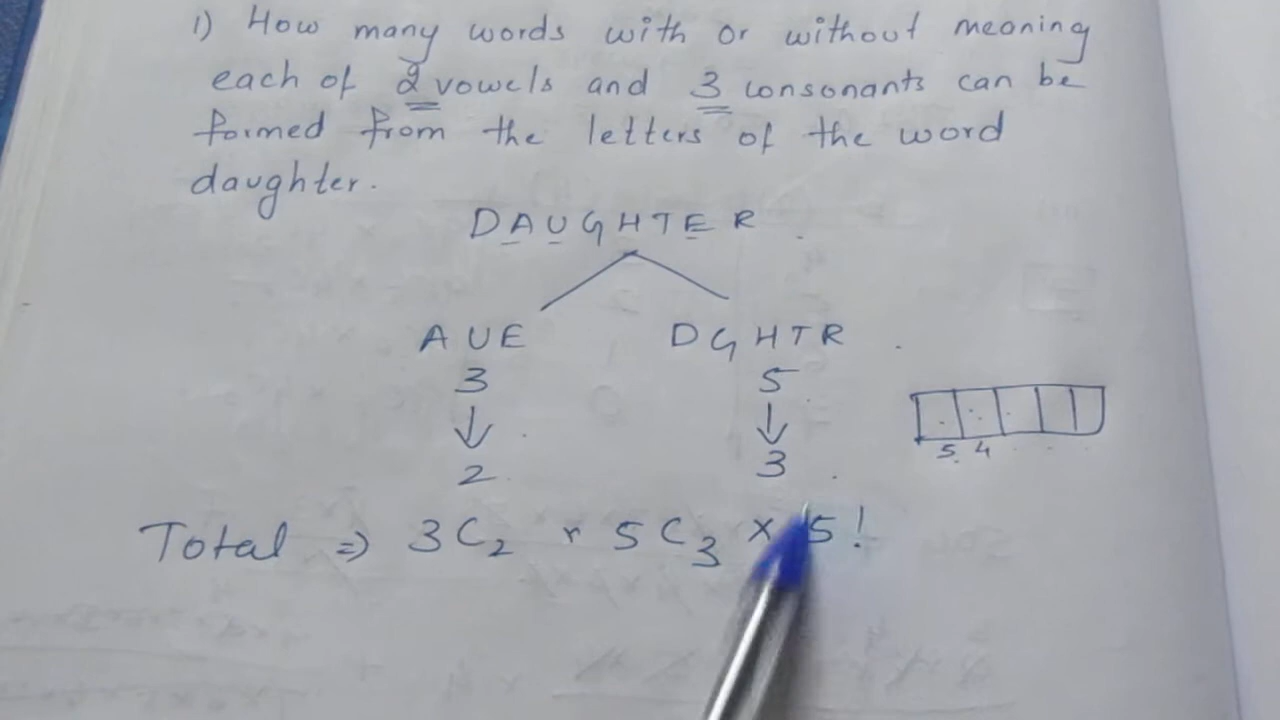 1) How many words with or without meaning
each of 2 vowels and 3 consonants can be
formed from the letters of the word
daughter.
DAUGHTER
AUE DGHTR
3 5
↓ ↓
2 3
5 4
Total ⇒ 3C₂ × 5C₃ × 5!